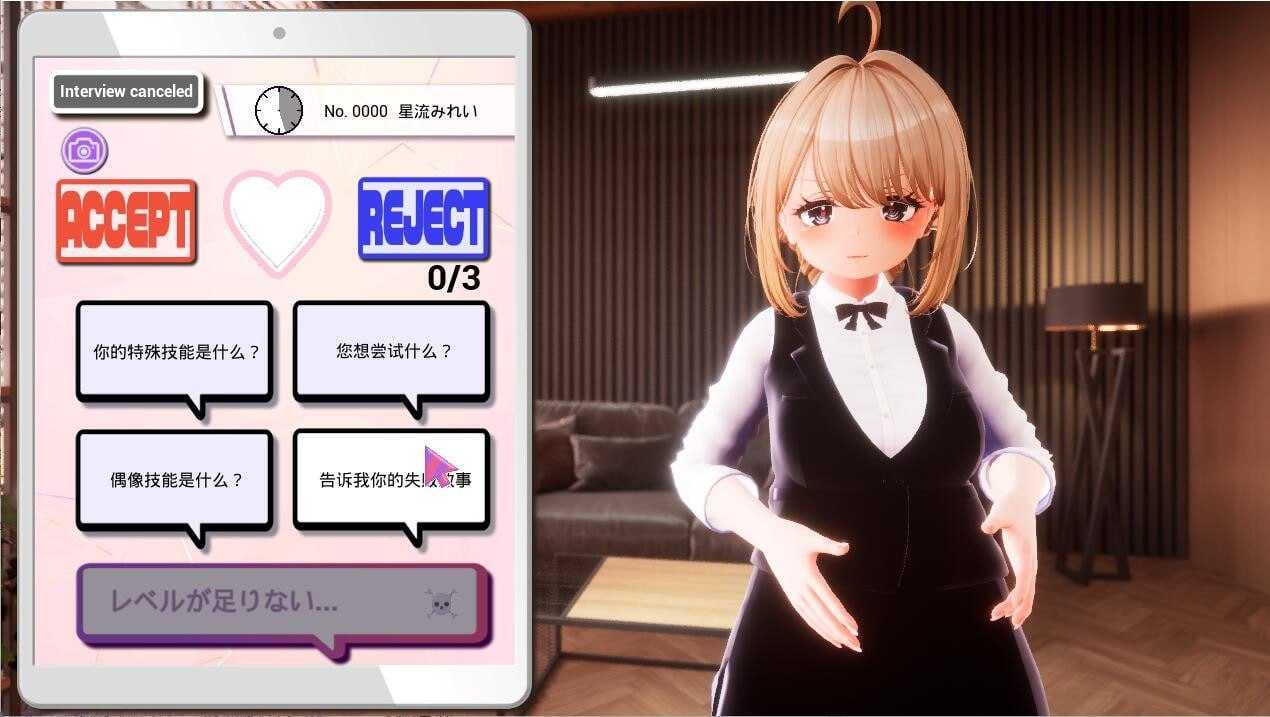 Interview canceled
No. 0000 星流みれい
ACCEPT
REJECT
0/3
你的特殊技能是什么？
您想尝试什么？
偶像技能是什么？
告诉我你的失败故事
レベルが足りない...